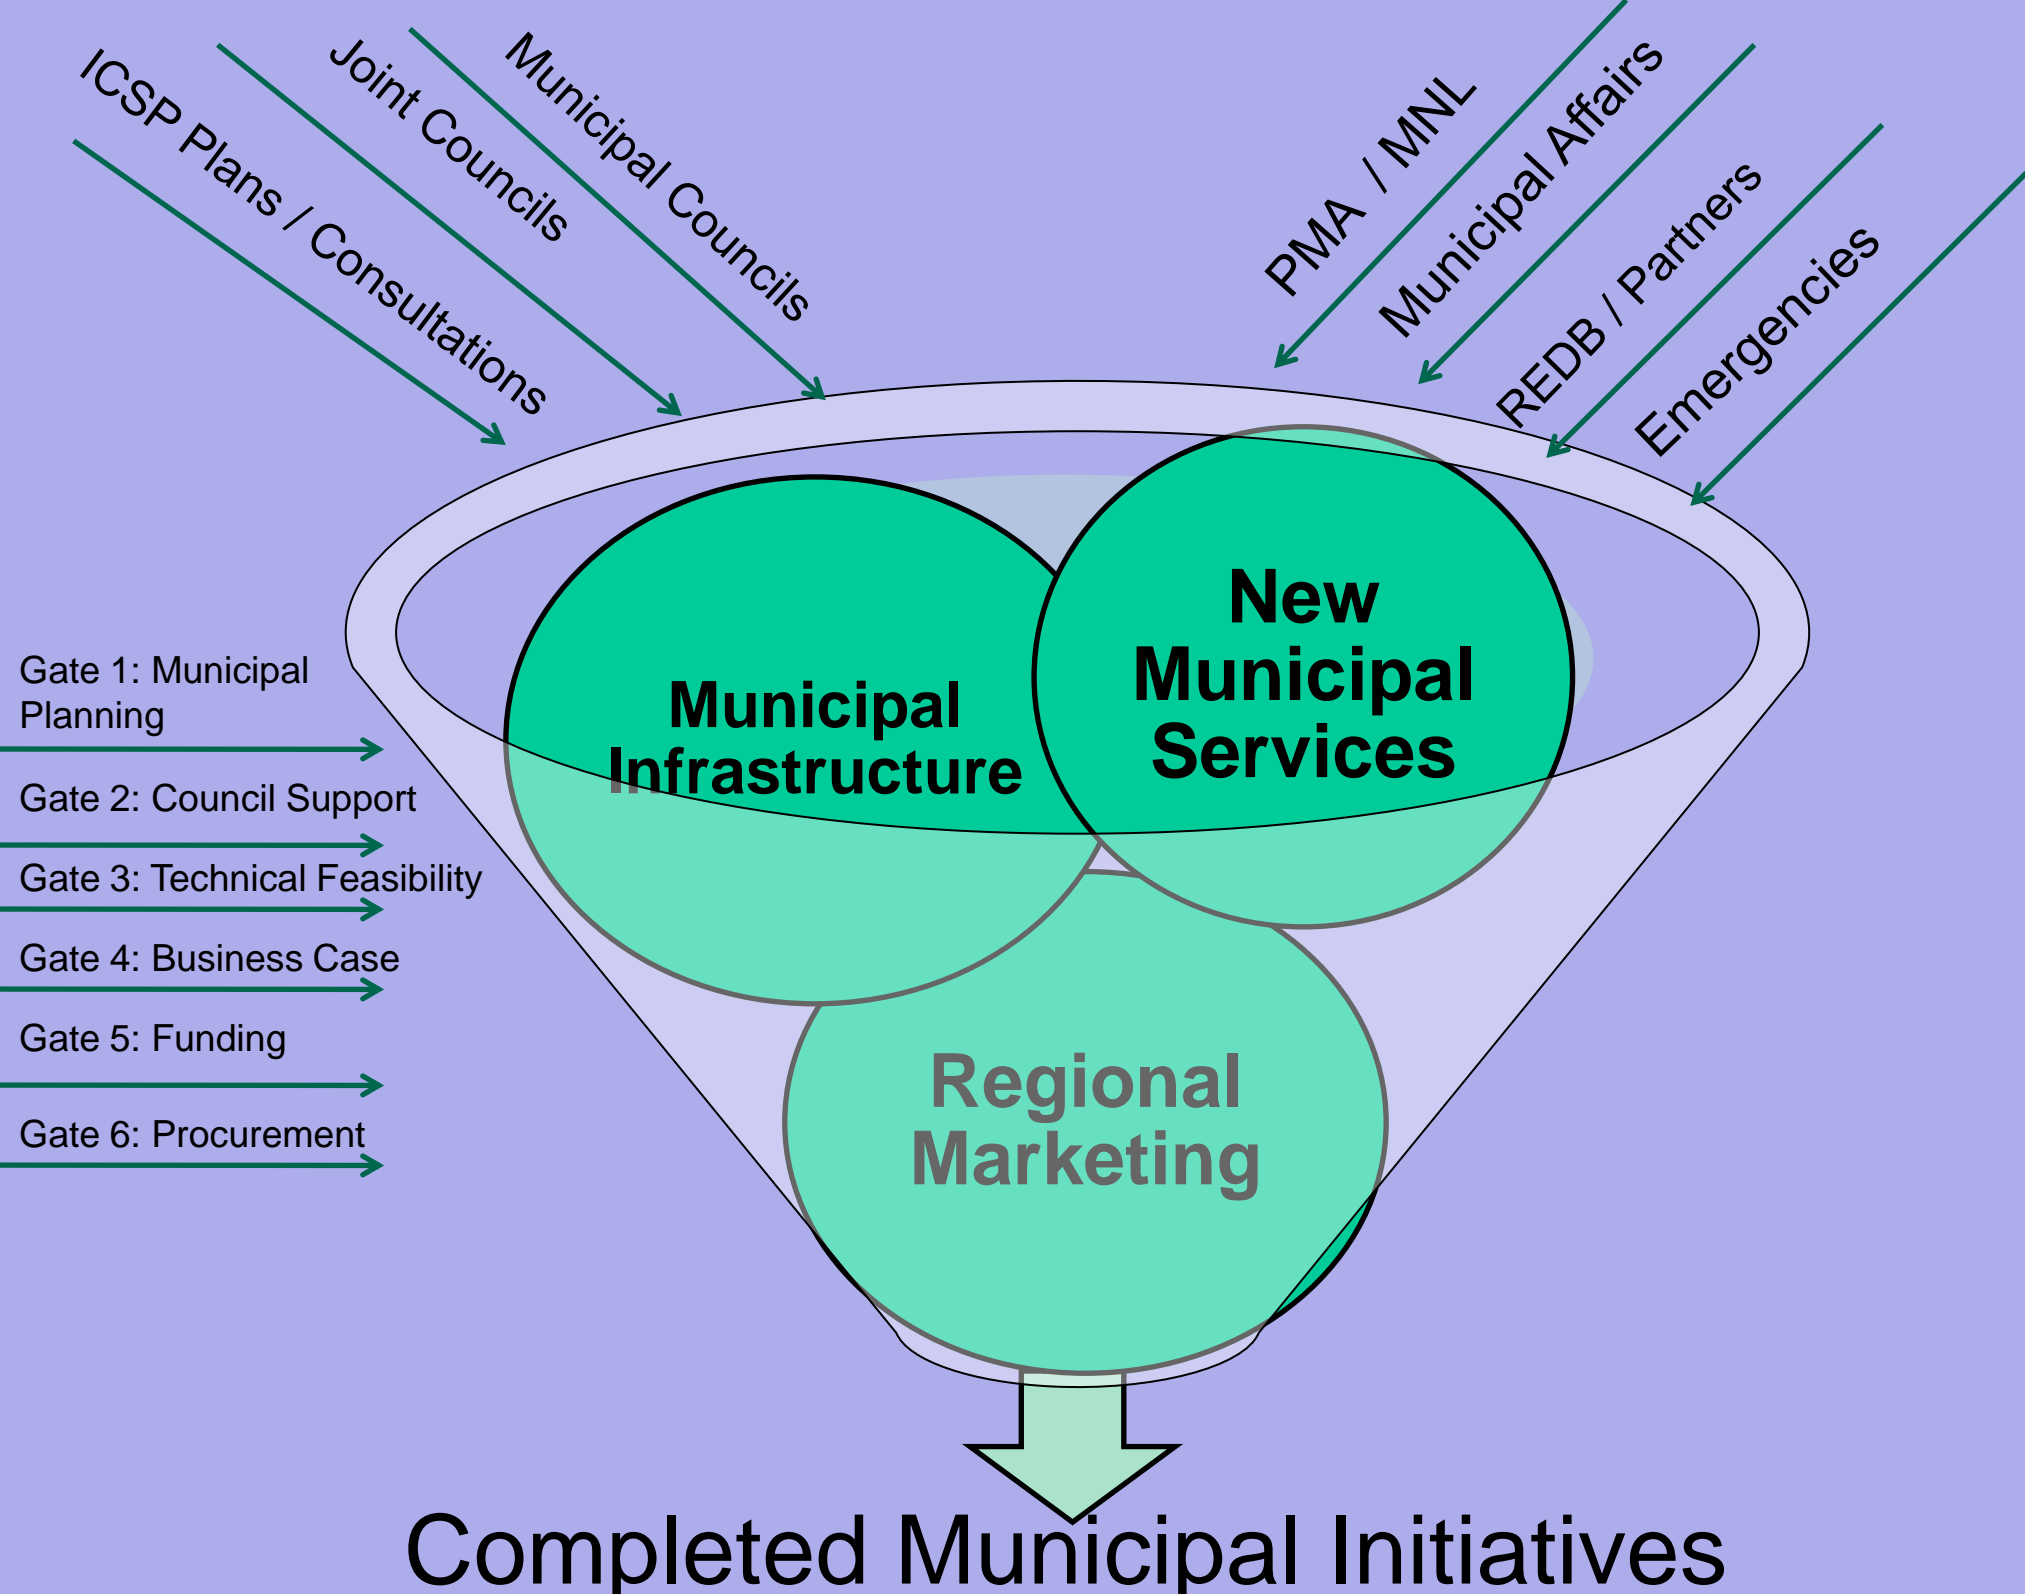 ICSP Plans / Consultations
Joint Councils
Municipal Councils
PMA / MNL
Municipal Affairs
REDB / Partners
Emergencies
Gate 1: Municipal
Planning
Gate 2: Council Support
Gate 3: Technical Feasibility
Gate 4: Business Case
Gate 5: Funding
Gate 6: Procurement
Municipal
Infrastructure
New
Municipal
Services
Regional
Marketing
Completed Municipal Initiatives